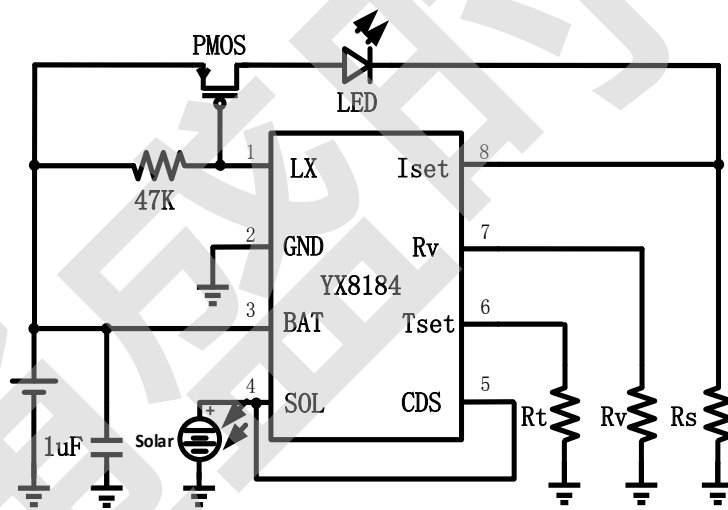 PMOS
LED
47K
1
LX
Iset
8
2
GND
Rv
7
YX8184
3
BAT
Tset
6
4
SOL
CDS
5
+
Solar
1uF
Rt
Rv
Rs